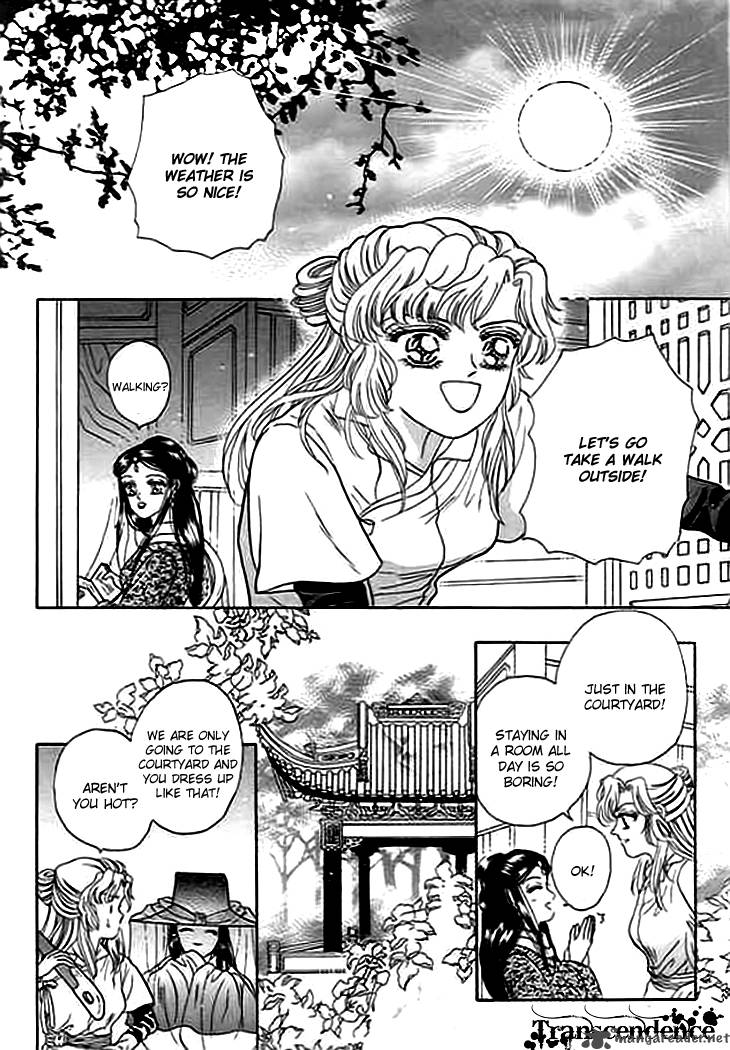 WOW! THE
WEATHER IS
SO NICE!
WALKING?
LET'S GO
TAKE A WALK
OUTSIDE!
JUST IN THE
COURTYARD!
STAYING IN
A ROOM ALL
DAY IS SO
BORING!
OK!
WE ARE ONLY
GOING TO THE
COURTYARD AND
YOU DRESS UP
LIKE THAT!
AREN'T
YOU HOT?
Transcendence
mangareader.net